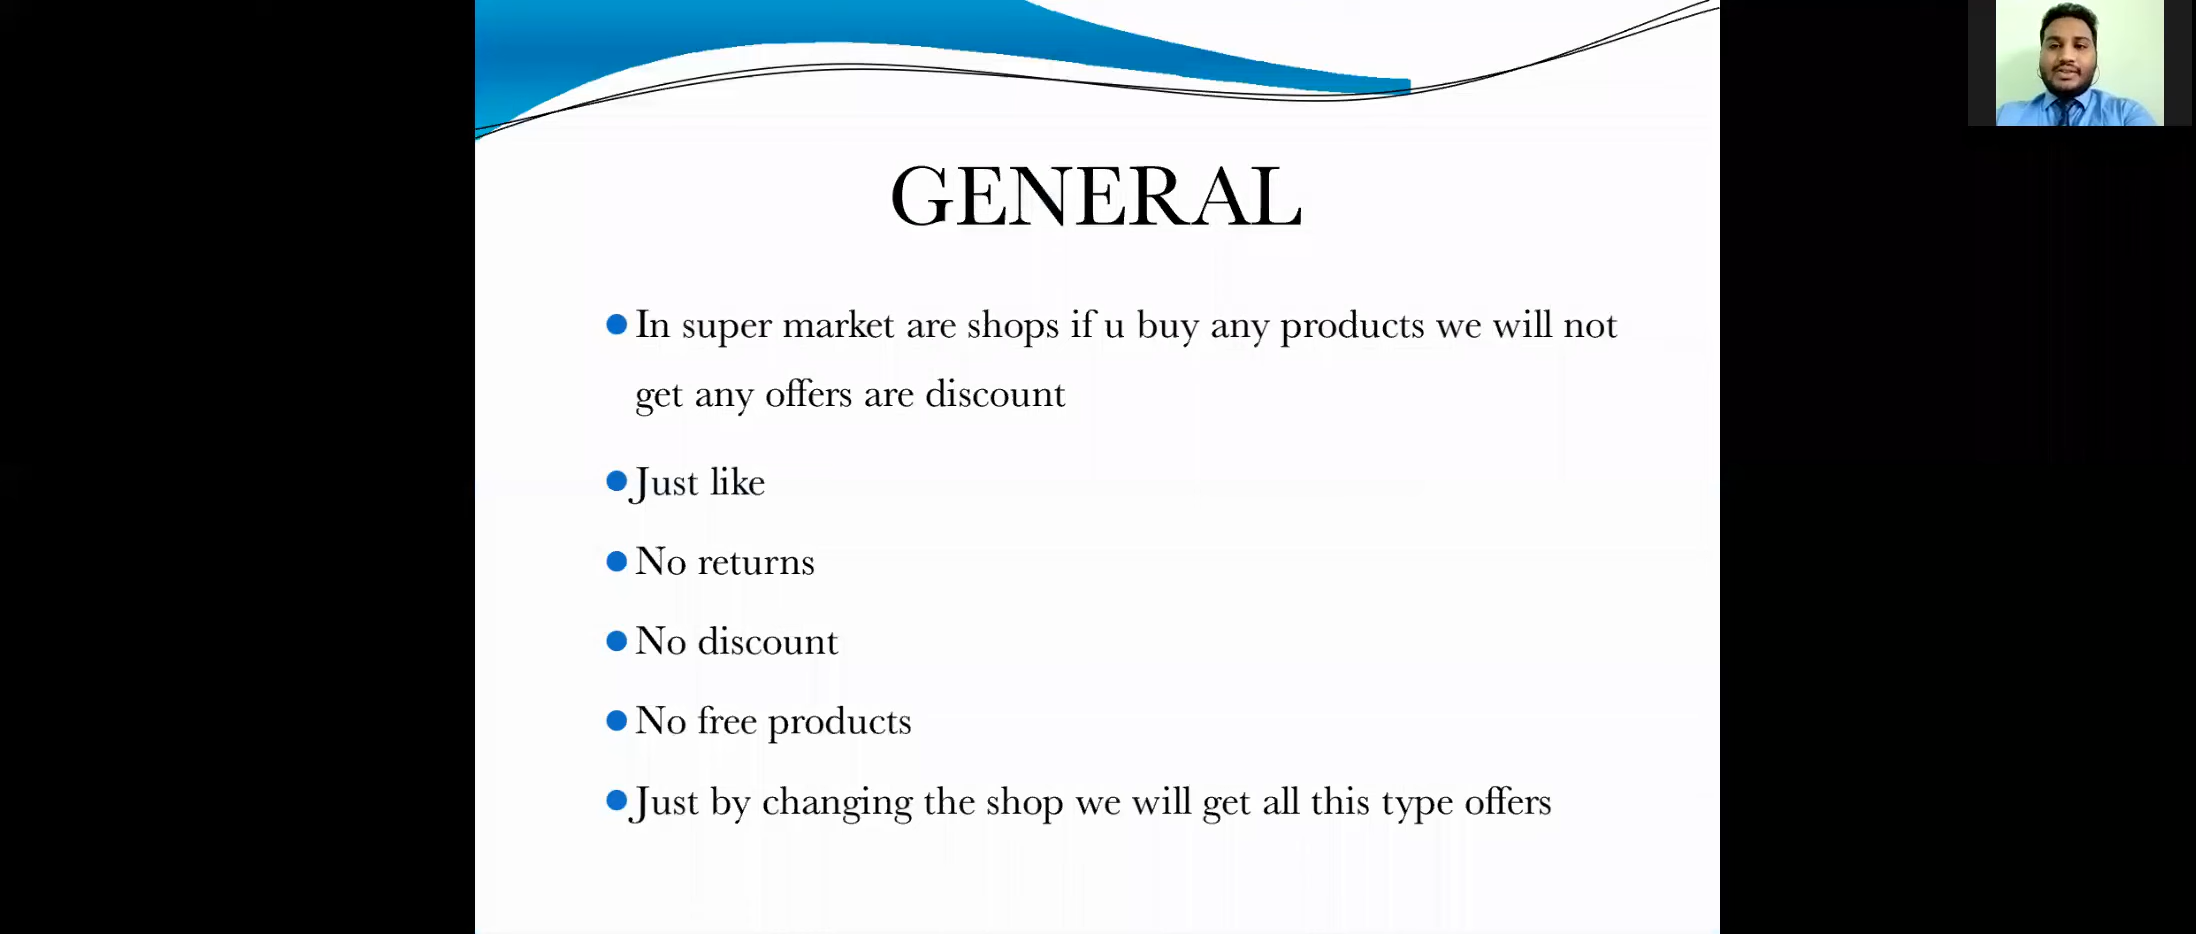 GENERAL
In super market are shops if u buy any products we will not
get any offers are discount
Just like
No returns
No discount
No free products
Just by changing the shop we will get all this type offers